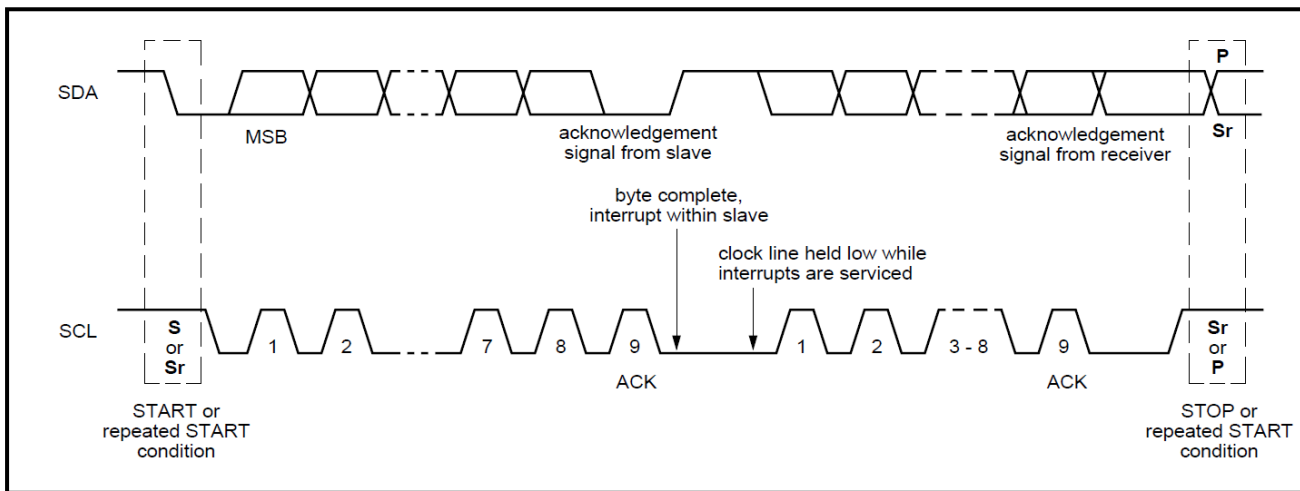 P
SDA
MSB
acknowledgement
signal from slave
acknowledgement
signal from receiver
Sr
byte complete,
interrupt within slave
clock line held low while
interrupts are serviced
SCL
S
or
Sr
1
2
7
8
9
1
2
3 - 8
9
Sr
or
P
ACK
ACK
START or
repeated START
condition
STOP or
repeated START
condition